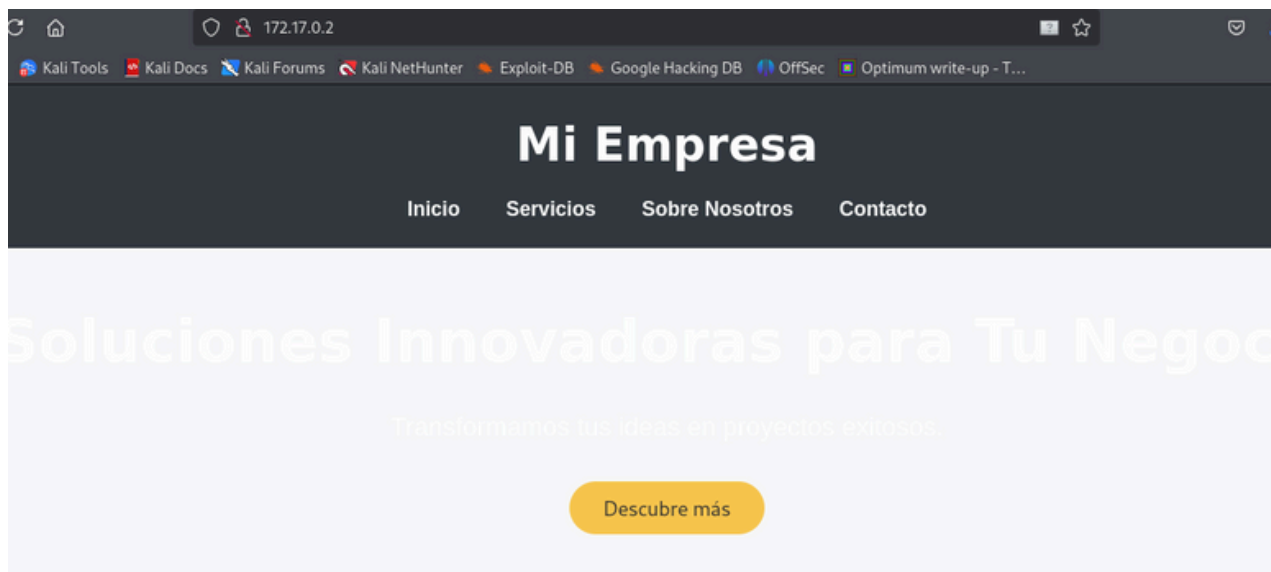 172.17.0.2
Kali Tools Kali Docs Kali Forums Kali NetHunter Exploit-DB Google Hacking DB OffSec Optimum write-up - T...
Mi Empresa
Inicio Servicios Sobre Nosotros Contacto
Soluciones Innovadoras para Tu Negoc
Transformamos tus ideas en proyectos exitosos.
Descubre más